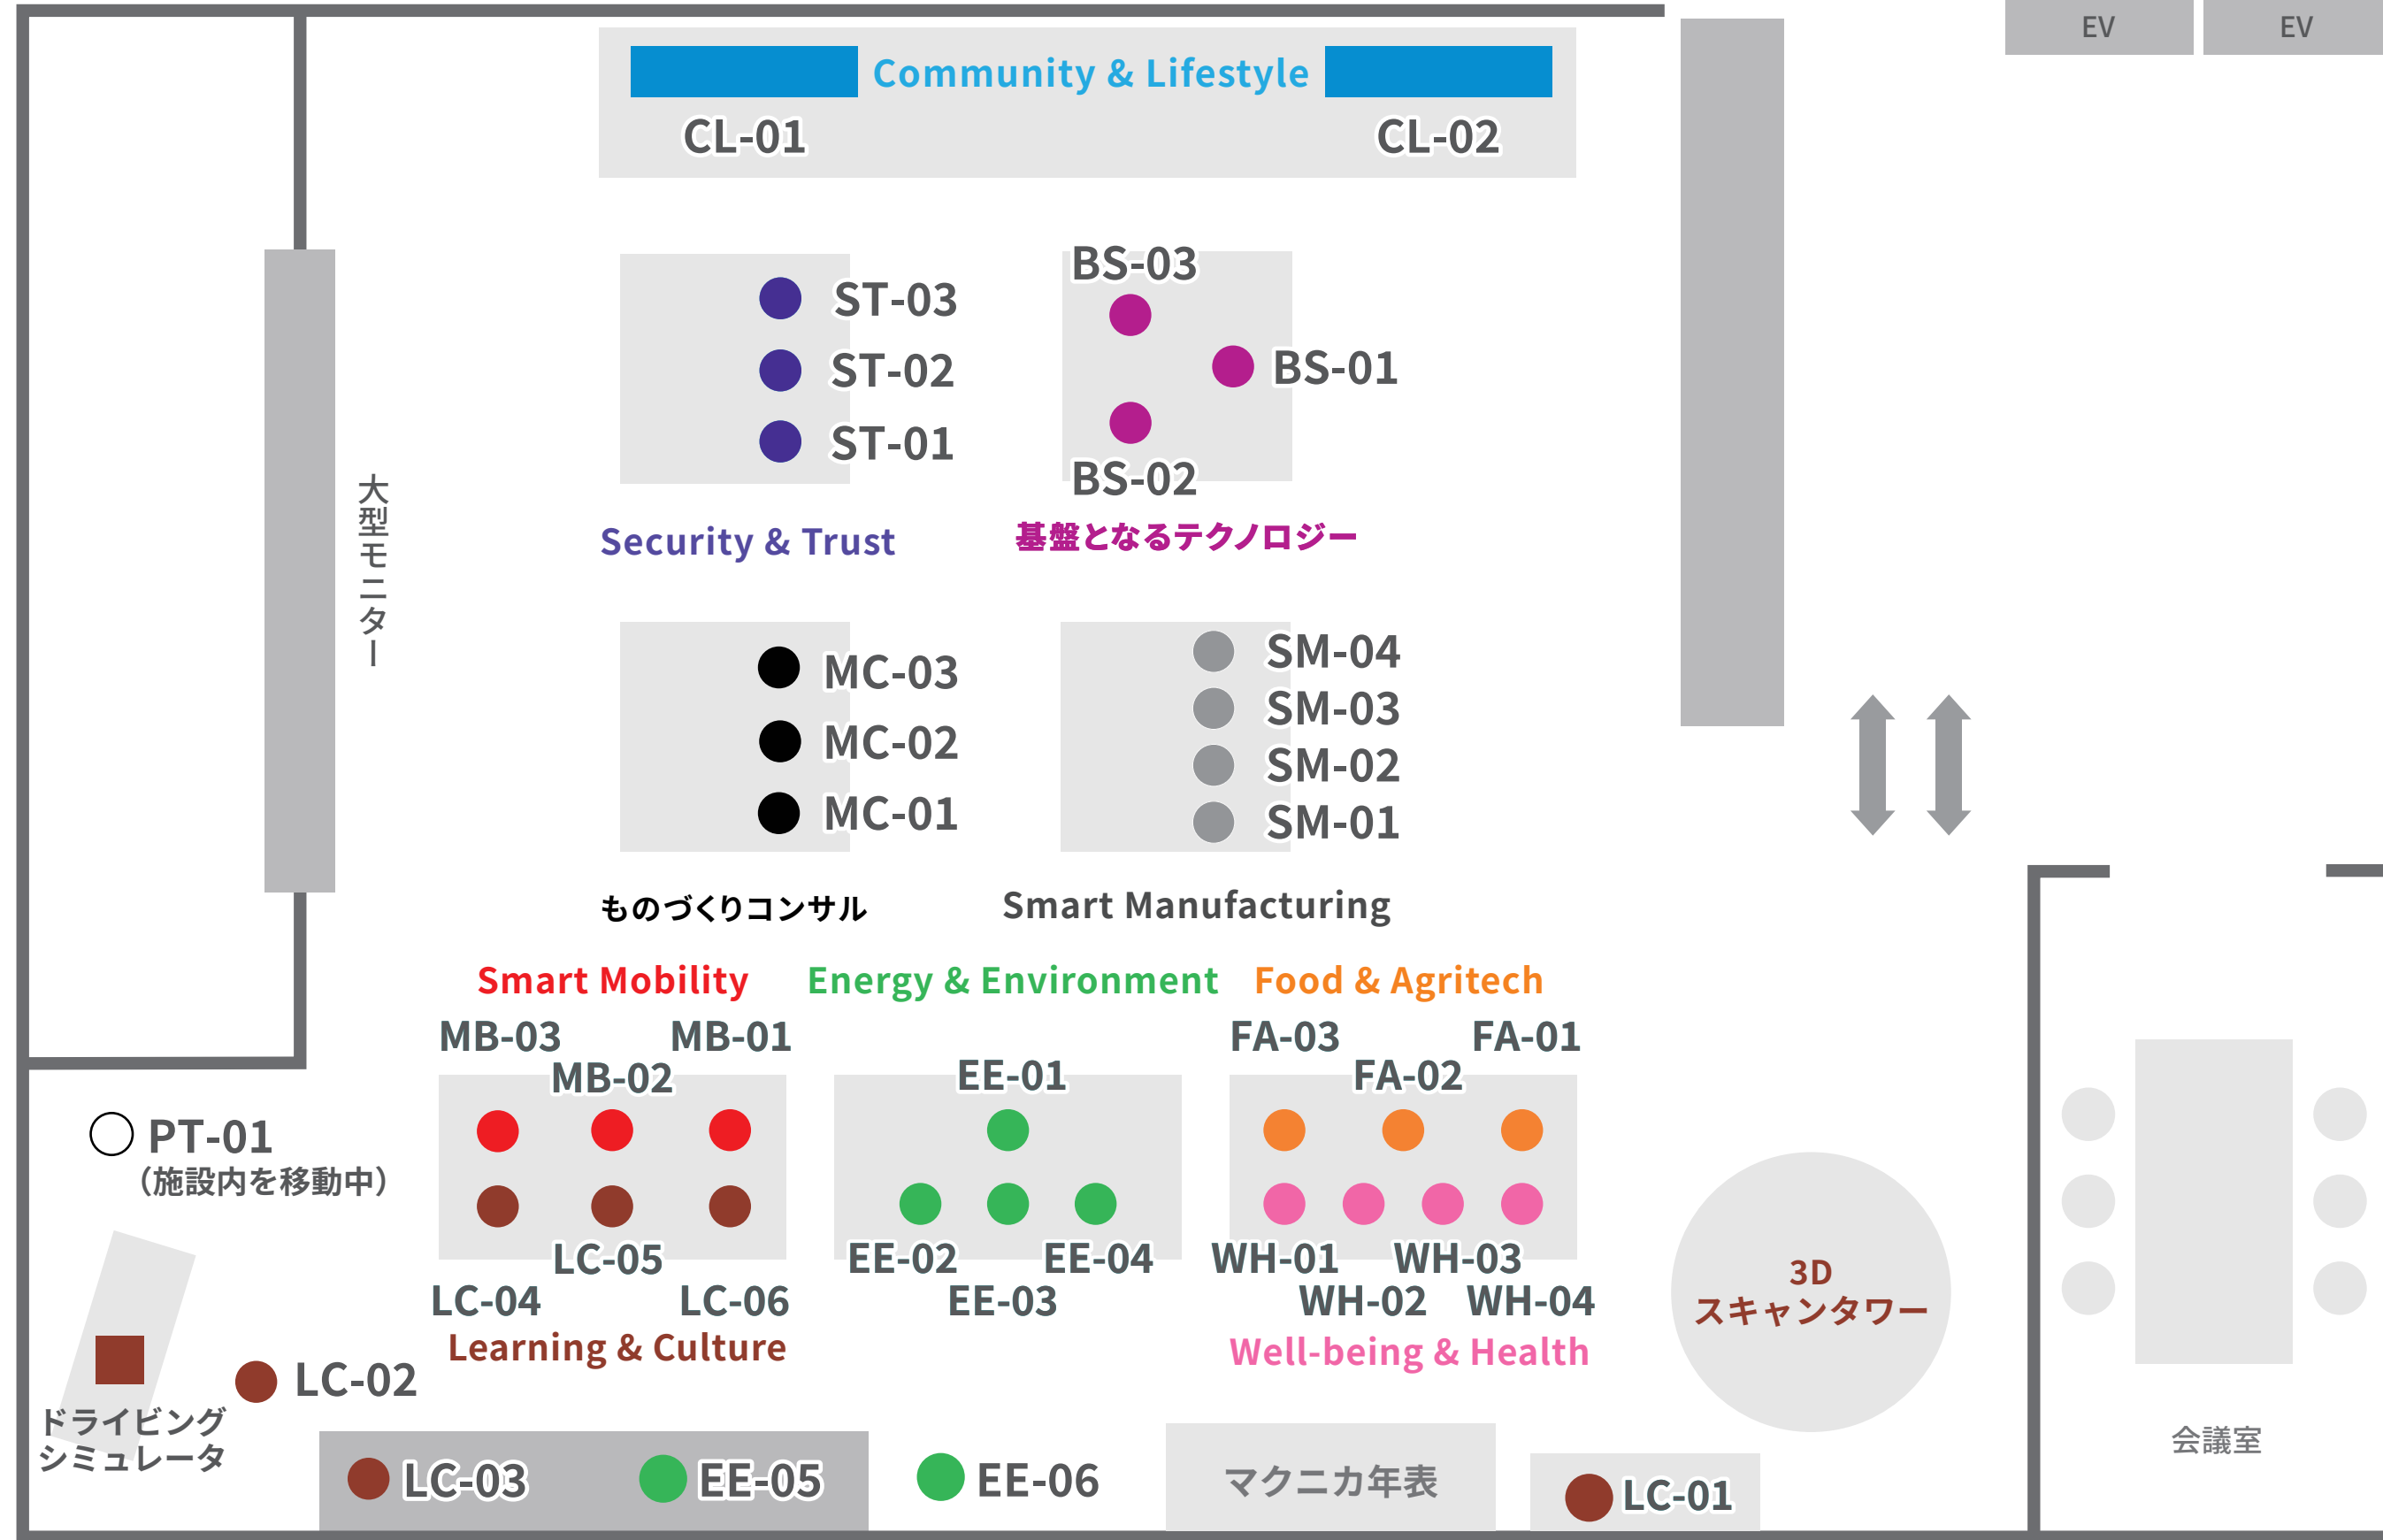 EV
EV
Community & Lifestyle
CL-01
CL-02
ST-03
ST-02
ST-01
Security & Trust
BS-03
BS-01
BS-02
基盤となるテクノロジー
大型モニター
MC-03
MC-02
MC-01
ものづくりコンサル
SM-04
SM-03
SM-02
SM-01
Smart Manufacturing
Smart Mobility
MB-03
MB-01
MB-02
Energy & Environment
EE-01
Food & Agritech
FA-03
FA-01
FA-02
PT-01
（施設内を移動中）
LC-05
LC-04
LC-06
Learning & Culture
EE-02
EE-04
EE-03
WH-01
WH-03
WH-02
WH-04
Well-being & Health
3D
スキャンタワー
LC-02
ドライビング
シミュレータ
LC-03
EE-05
EE-06
マクニカ年表
LC-01
会議室